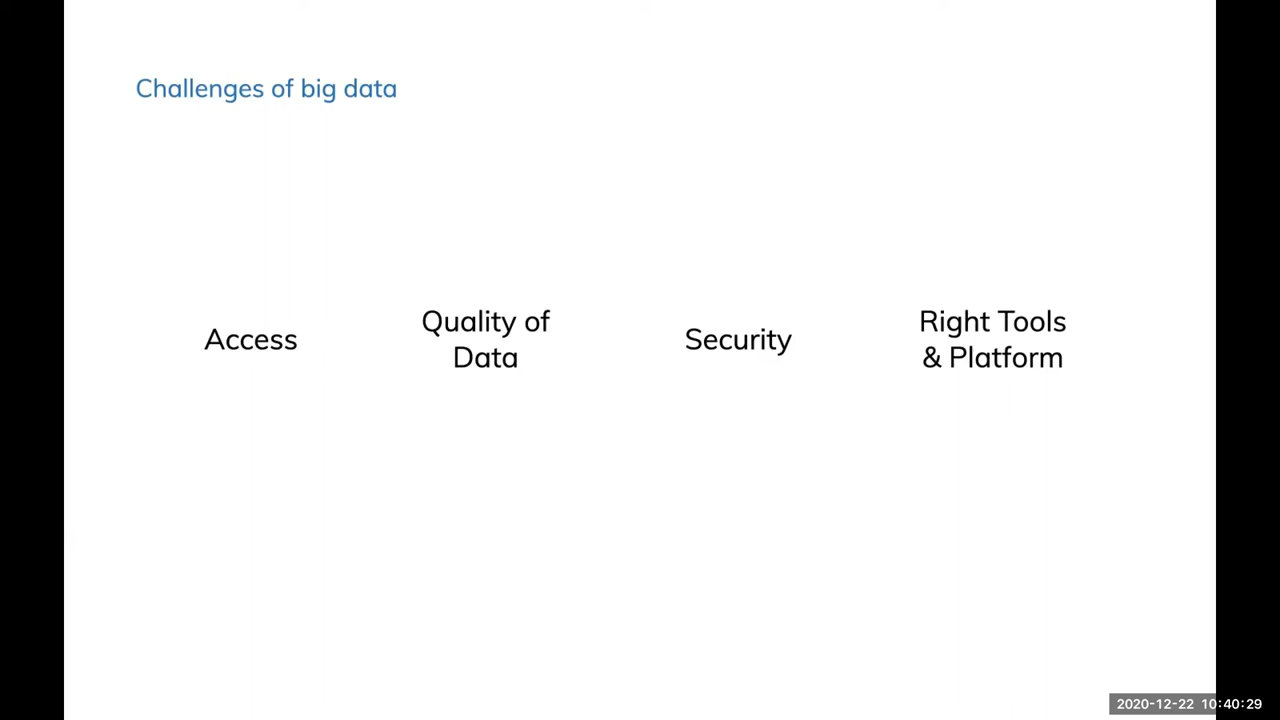 Challenges of big data
Access
Quality of
Data
Security
Right Tools
& Platform
2020-12-22 10:40:29